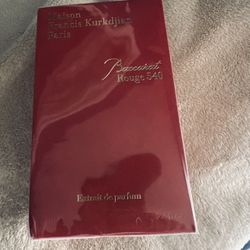 Maison
Francis Kurkdjian
Paris
Baccarat
Rouge 540
Extrait de parfum